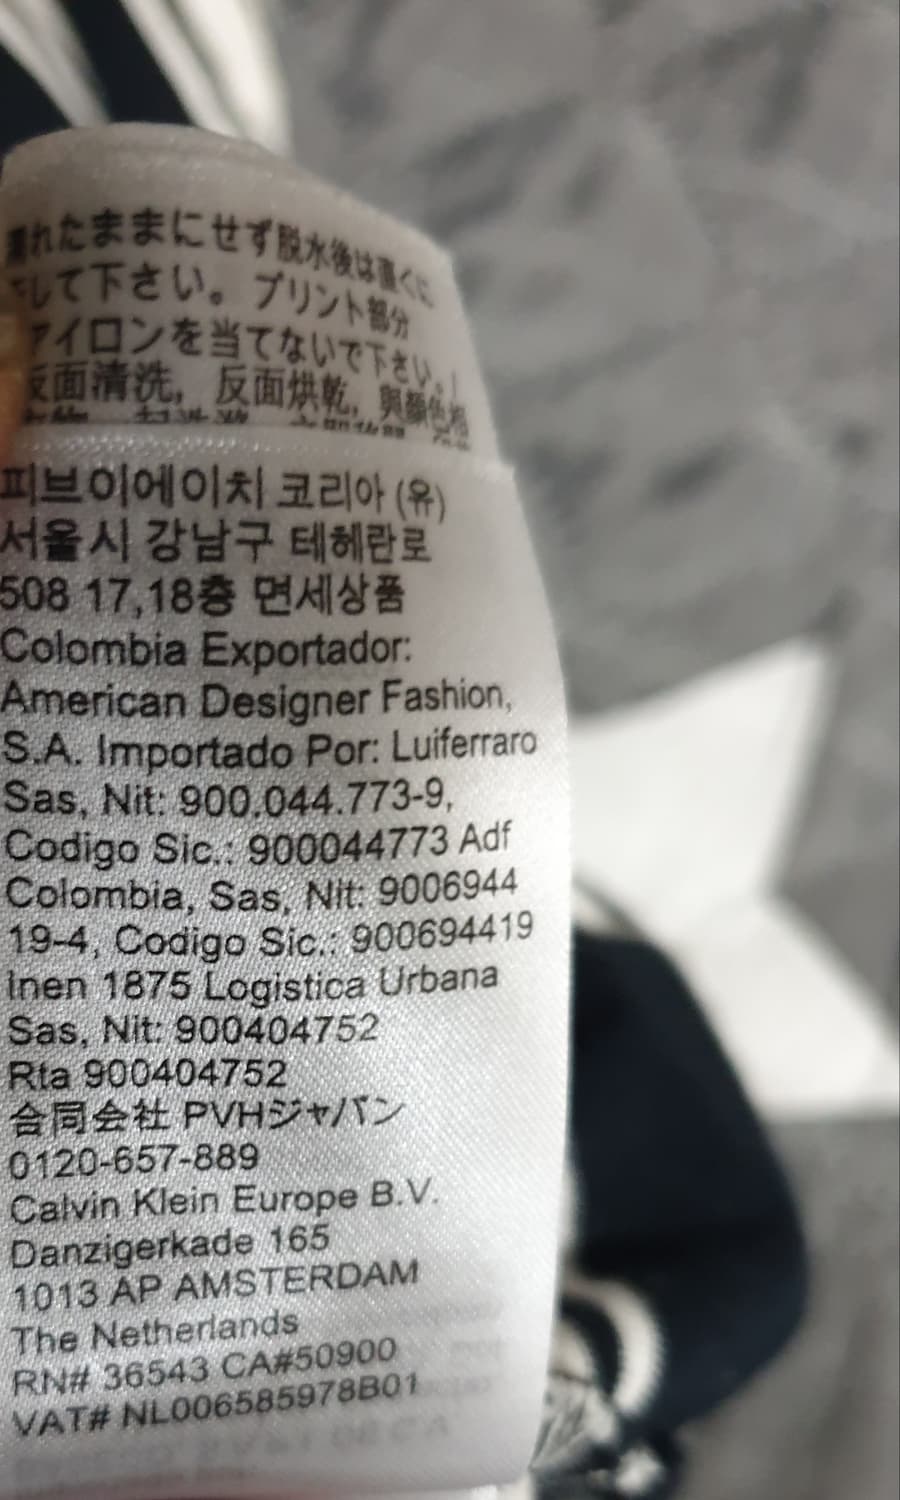 れたままにせず脱水後は直ぐに
して下さい。プリント部分
アイロンを当てないで下さい。/
反面清洗, 反面烘乾, 與顏色相
피브이에이치 코리아 (유)
서울시 강남구 테헤란로
508 17,18층 면세상품
Colombia Exportador:
American Designer Fashion,
S.A. Importado Por: Luiferraro
Sas, Nit: 900.044.773-9,
Codigo Sic.: 900044773 Adf
Colombia, Sas, Nit: 9006944
19-4, Codigo Sic.: 900694419
Inen 1875 Logistica Urbana
Sas, Nit: 900404752
Rta 900404752
合同会社 PVHジャパン
0120-657-889
Calvin Klein Europe B.V.
Danzigerkade 165
1013 AP AMSTERDAM
The Netherlands
RN# 36543 CA#50900
VAT# NL006585978B01